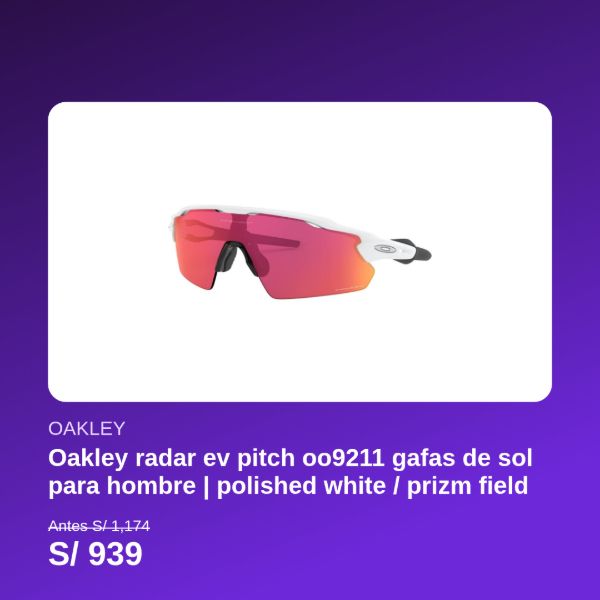 OAKLEY
Oakley radar ev pitch oo9211 gafas de sol
para hombre | polished white / prizm field
Antes S/ 1,174
S/ 939